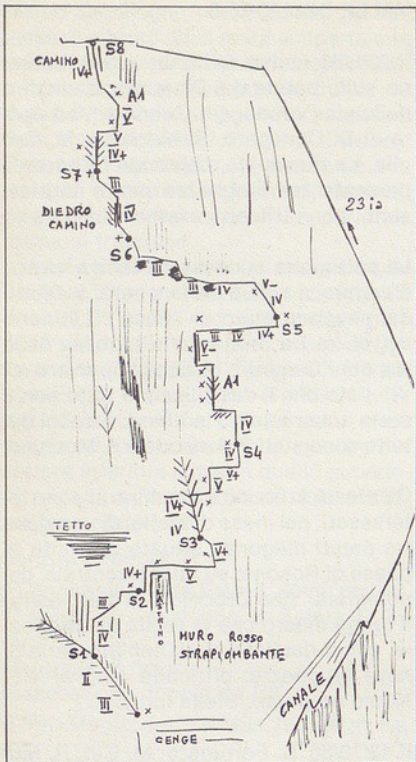 S8
CAMINO
IV+
A1
V
V
IV+
S7
III
DIEDRO
CAMINO
IV
23 ia
S6
III
III
IV
V-
IV
S5
III
III
IV+
V-
A1
IV
S4
V
V
IV+
IV
S3
V+
TETTO
IV+
V
S2
PILASTRINO
III
IV
MURO ROSSO
STRAPIOMBANTE
S1
II
III
CANALE
CENGE